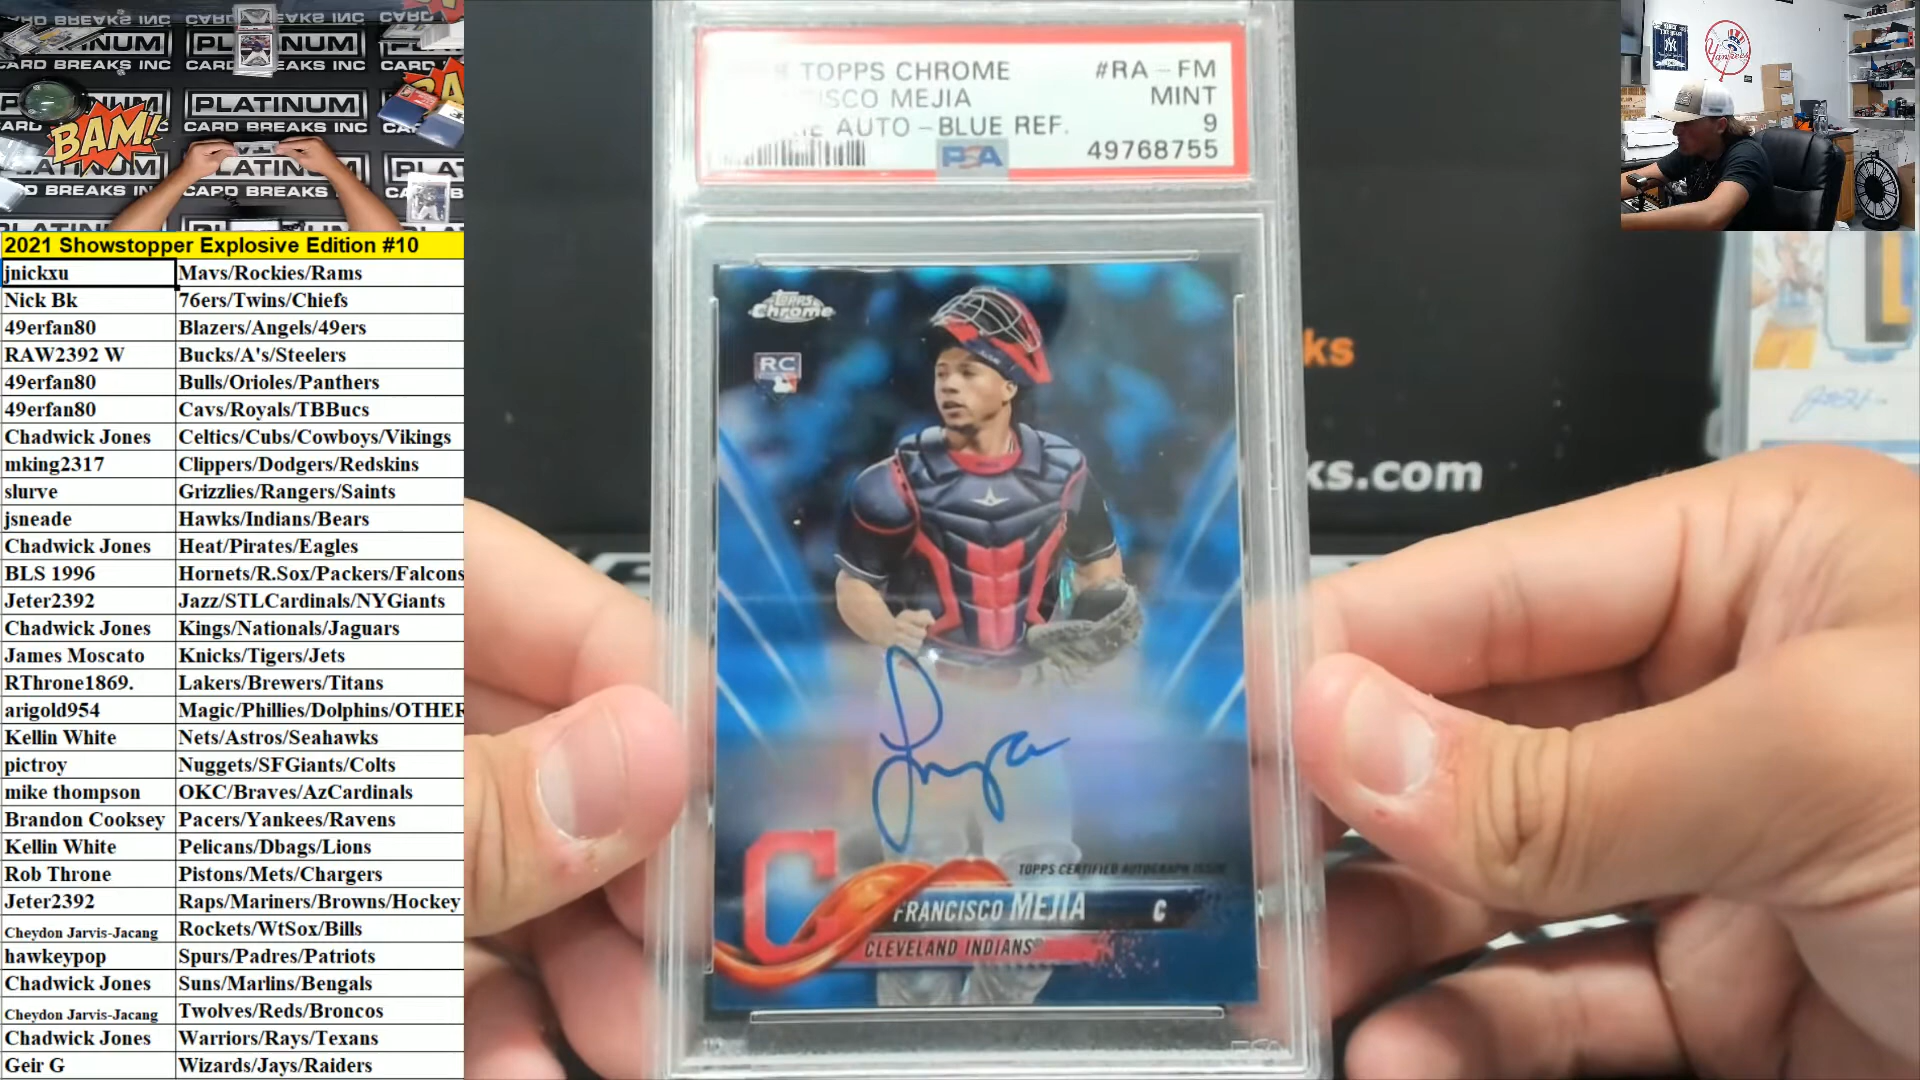 PLATINUM
CARD BREAKS INC
BAM!
2021 Showstopper Explosive Edition #10
jnickxu Mavs/Rockies/Rams
Nick Bk 76ers/Twins/Chiefs
49erfan80 Blazers/Angels/49ers
RAW2392 W Bucks/A's/Steelers
49erfan80 Bulls/Orioles/Panthers
49erfan80 Cavs/Royals/TBBucs
Chadwick Jones Celtics/Cubs/Cowboys/Vikings
mking2317 Clippers/Dodgers/Redskins
slurve Grizzlies/Rangers/Saints
jsneade Hawks/Indians/Bears
Chadwick Jones Heat/Pirates/Eagles
BLS 1996 Hornets/R.Sox/Packers/Falcons
Jeter2392 Jazz/STLCardinals/NYGiants
Chadwick Jones Kings/Nationals/Jaguars
James Moscato Knicks/Tigers/Jets
RThrone1869. Lakers/Brewers/Titans
arigold954 Magic/Phillies/Dolphins/OTHER
Kellin White Nets/Astros/Seahawks
pictroy Nuggets/SFGiants/Colts
mike thompson OKC/Braves/AzCardinals
Brandon Cooksey Pacers/Yankees/Ravens
Kellin White Pelicans/Dbags/Lions
Rob Throne Pistons/Mets/Chargers
Jeter2392 Raps/Mariners/Browns/Hockey
Cheydon Jarvis-Jacang Rockets/WtSox/Bills
hawkeypop Spurs/Padres/Patriots
Chadwick Jones Suns/Marlins/Bengals
Cheydon Jarvis-Jacang Twolves/Reds/Broncos
Chadwick Jones Warriors/Rays/Texans
Geir G Wizards/Jays/Raiders
TOPPS CHROME #RA-FM
MEJIA MINT
AUTO-BLUE REF. 9
PSA 49768755
Topps Chrome
RC
TOPPS CERTIFIED AUTOGRAPH ISSUE
FRANCISCO MEJIA C
CLEVELAND INDIANS
ks
ks.com
Yankees